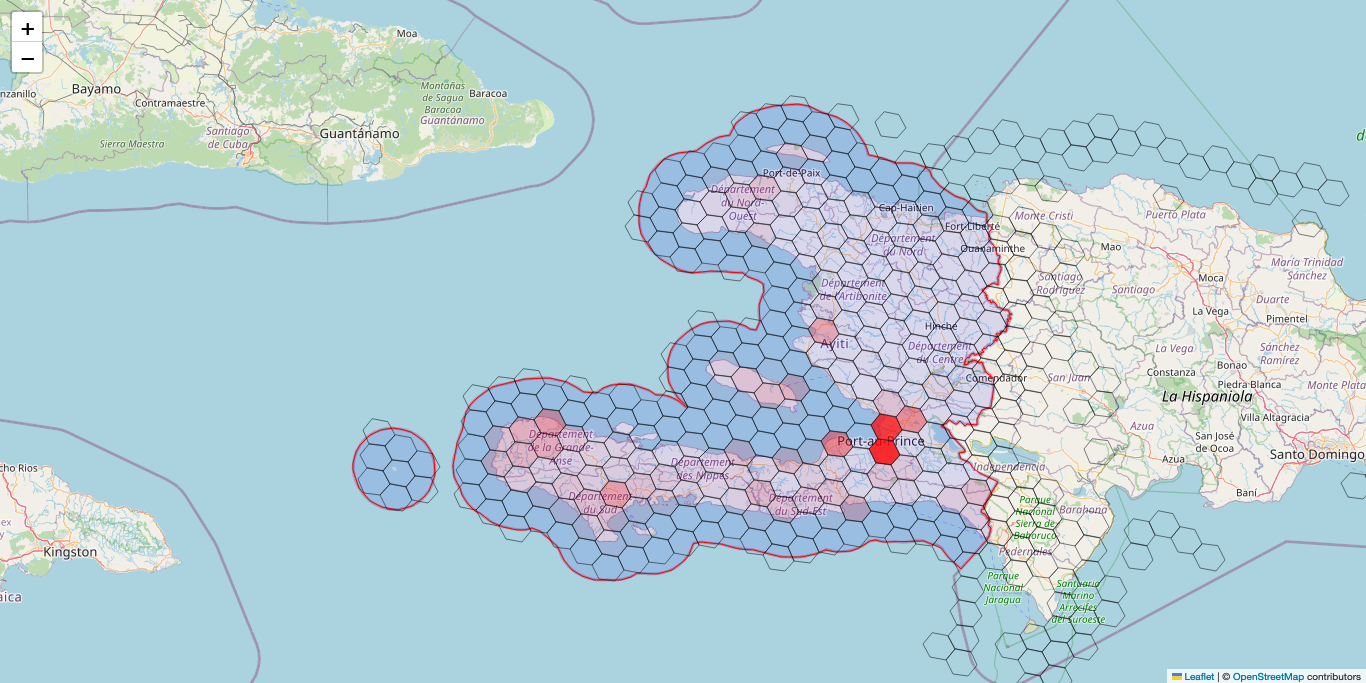 +
−
Moa
Bayamo
Contramaestre
Montañas
de Sagua
Baracoa
Baracoa
Guantánamo
Santiago
de Cuba
Guantánamo
Sierra Maestra
nzanillo
Port-de-Paix
Département
du Nord-
Ouest
Cap-Haïtien
Fort-Liberté
Ouanaminthe
Département
du Nord
Département
de l'Artibonite
Hinche
Ayiti
Département
du Centre
Comendador
Monte Cristi
Puerto Plata
Mao
Santiago
Rodríguez
Santiago
Moca
María Trinidad
Sánchez
La Vega
Duarte
Pimentel
La Vega
Sánchez
Ramírez
Constanza
Bonao
San Juan
Piedra Blanca
Monte Plata
La Hispaniola
Villa Altagracia
Azua
San José
de Ocoa
Azua
Santo Domingo
Baní
Port-au-Prince
Département
de la Grande-
Anse
Département
des Nippes
Département
du Sud
Département
du Sud-Est
Independencia
Parque
Nacional
Sierra de
Bahoruco
Barahona
Pedernales
Parque
Nacional
Jaragua
Santuario
Marino
Arrecifes
del Suroeste
cho Rios
Kingston
aica
Leaflet | © OpenStreetMap contributors